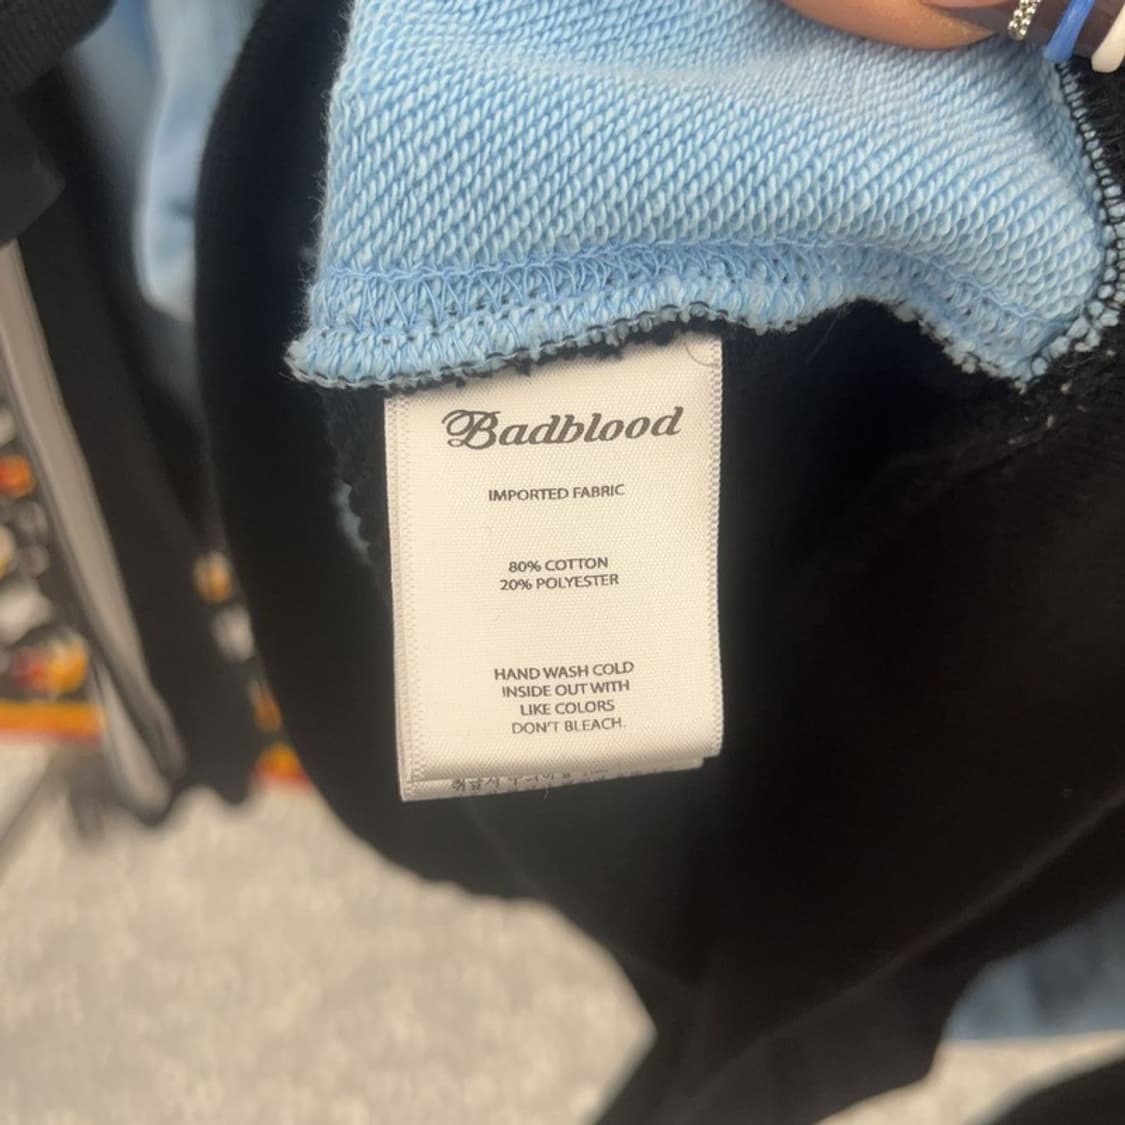 Badblood
IMPORTED FABRIC
80% COTTON
20% POLYESTER
HAND WASH COLD
INSIDE OUT WITH
LIKE COLORS
DON'T BLEACH.